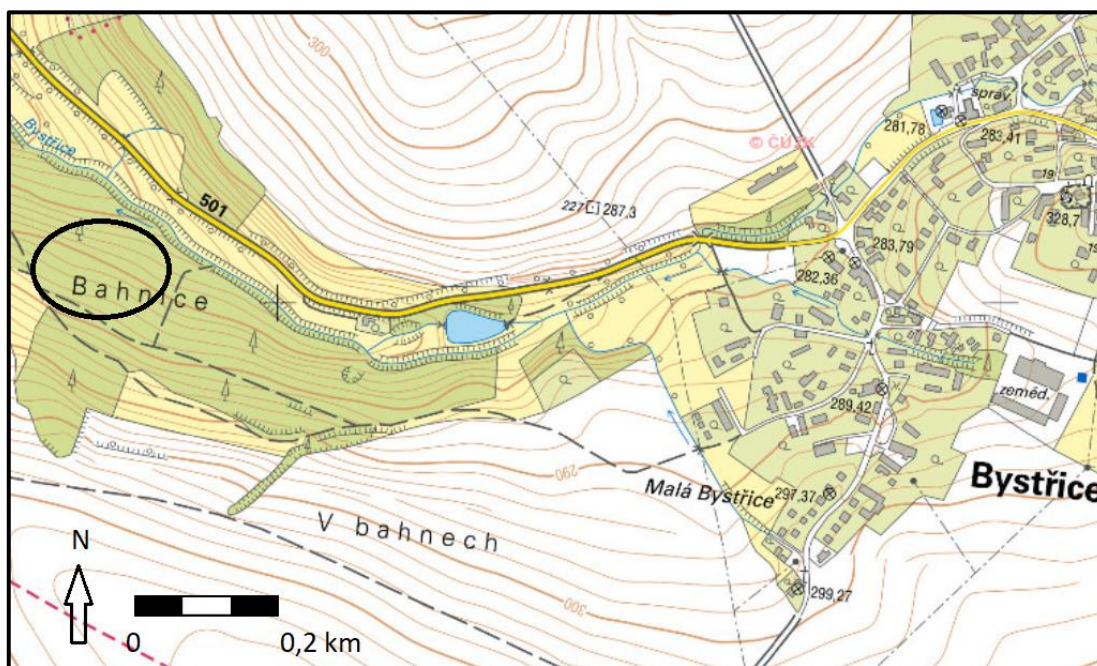 300
© ČÚZK
správ.
281,78
283,41
Bystřice
19
501
227
287,3
328,7
283,79
19
282,36
Bahnice
zeměd.
289,42
290
Malá Bystřice
297,37
Bystřice
V bahnech
299,27
300
N
0
0,2 km